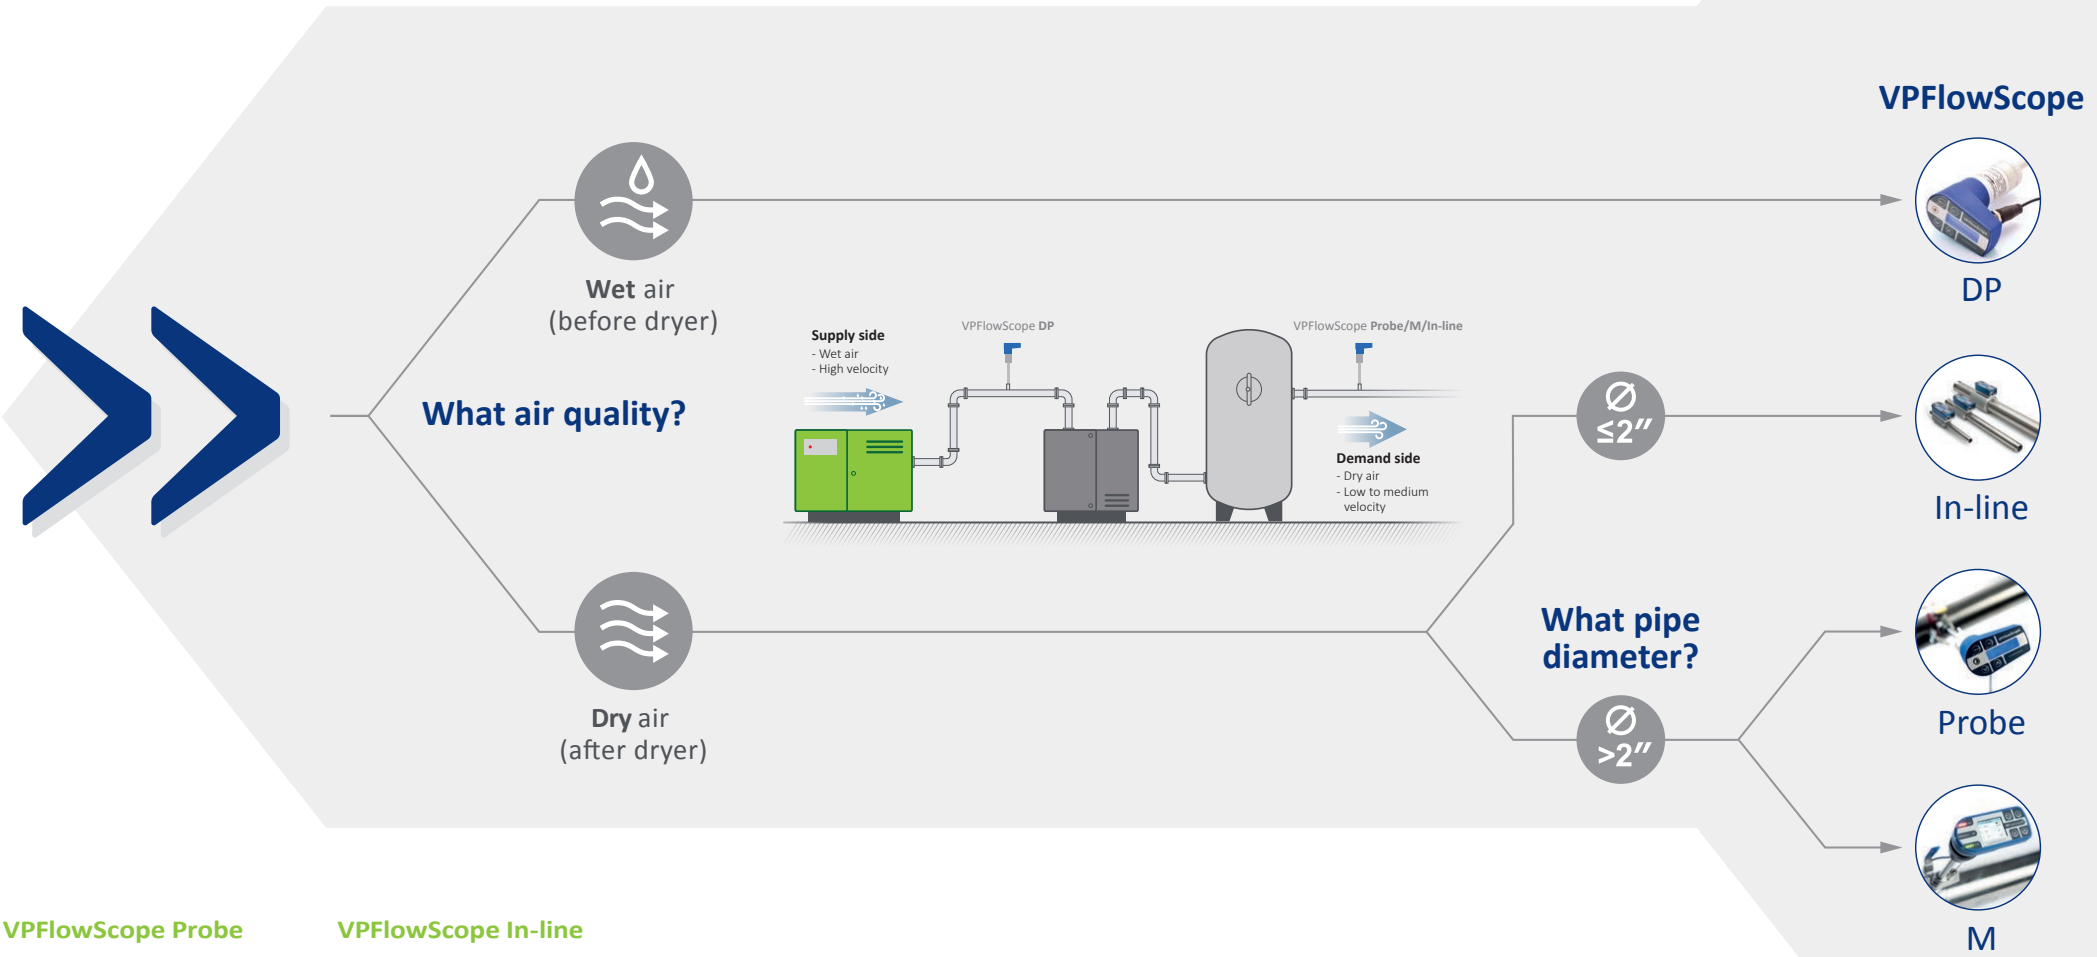 VPFlowScope
DP
Wet air
(before dryer)
What air quality?
Supply side
- Wet air
- High velocity
VPFlowScope DP
VPFlowScope Probe/M/In-line
Demand side
- Dry air
- Low to medium
velocity
Ø
≤2″
In-line
Dry air
(after dryer)
What pipe
diameter?
Ø
>2″
Probe
M
VPFlowScope Probe
VPFlowScope In-line